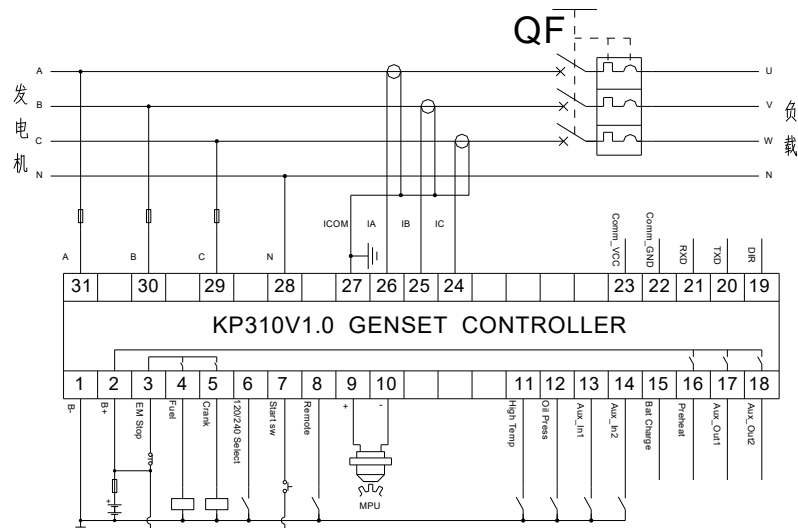 QF
A U
B V
C W
N N
发电机
负载
ICOM IA IB IC
Comm_VCC Comm_GND RXD TXD DIR
A B C N
31 30 29 28 27 26 25 24 23 22 21 20 19
KP310V1.0 GENSET CONTROLLER
1 2 3 4 5 6 7 8 9 10 11 12 13 14 15 16 17 18
B- B+ EM Stop Fuel Crank 120/240 Select Start sw Remote + - High Temp Oil Press Aux_In1 Aux_In2 Bat Charge Preheat Aux_Out1 Aux_Out2
+
MPU